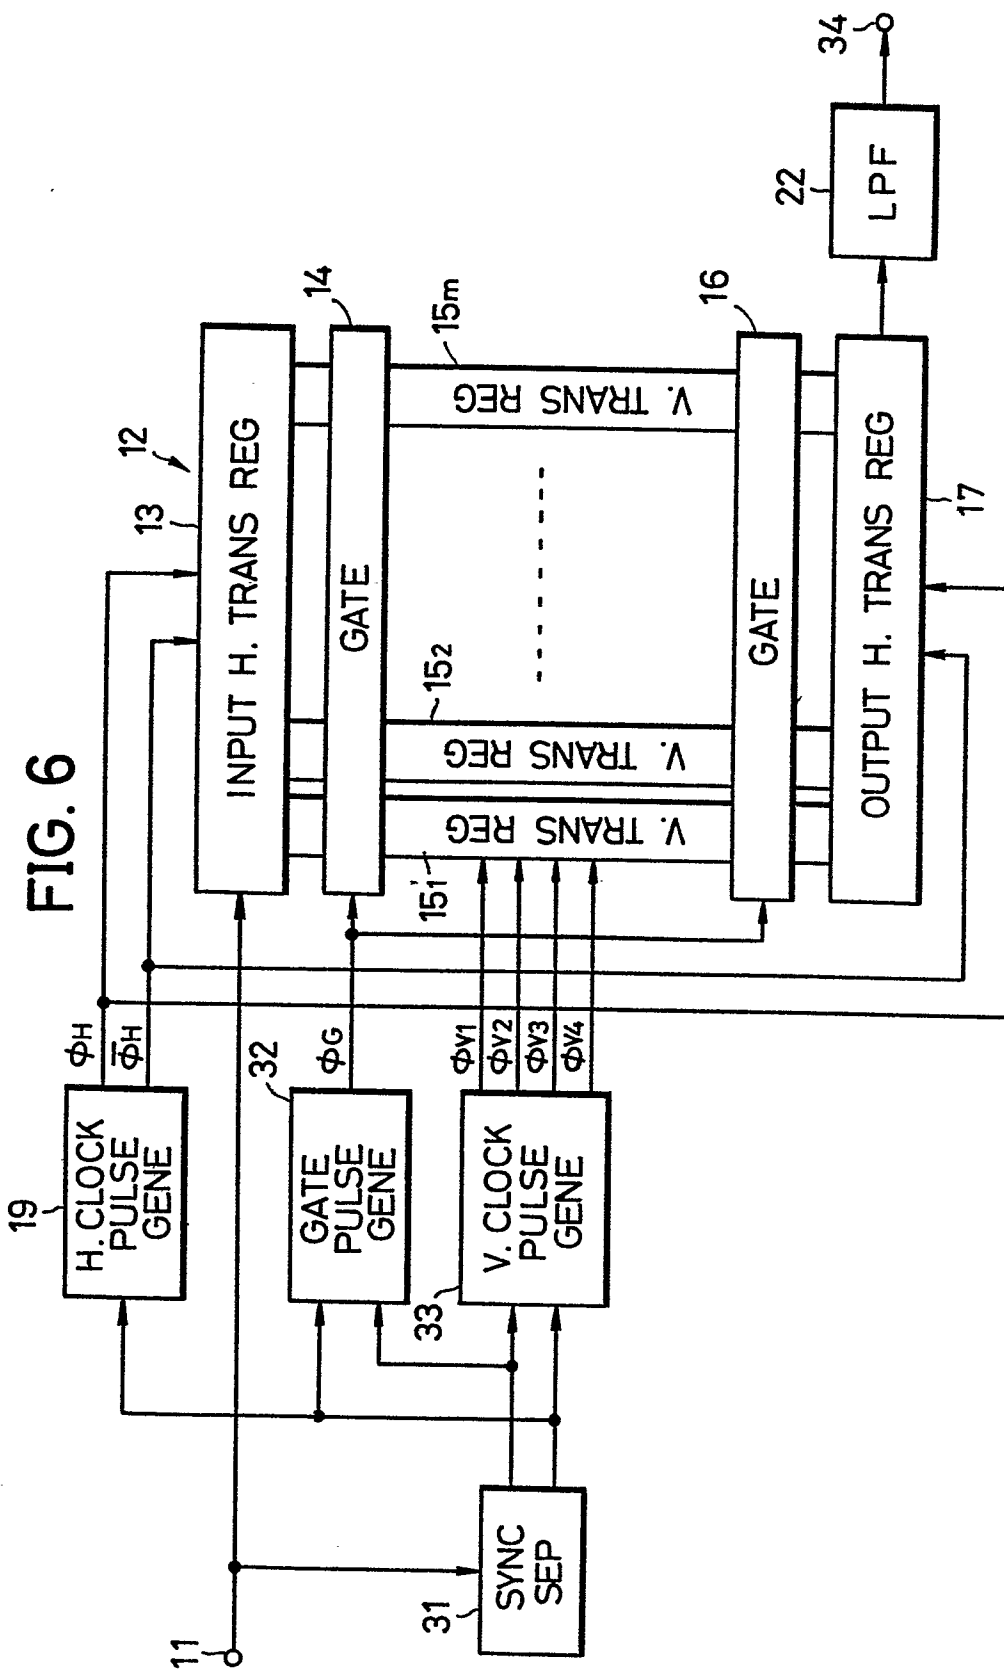 FIG. 6
11
31
SYNC
SEP
19
H. CLOCK
PULSE
GENE
ϕH
ϕ̅H
32
GATE
PULSE
GENE
ϕG
33
V. CLOCK
PULSE
GENE
ϕV1
ϕV2
ϕV3
ϕV4
12
13
INPUT H. TRANS REG
14
GATE
151
V. TRANS
REG
152
V. TRANS
REG
15m
V. TRANS
REG
16
GATE
17
OUTPUT H. TRANS REG
22
LPF
34